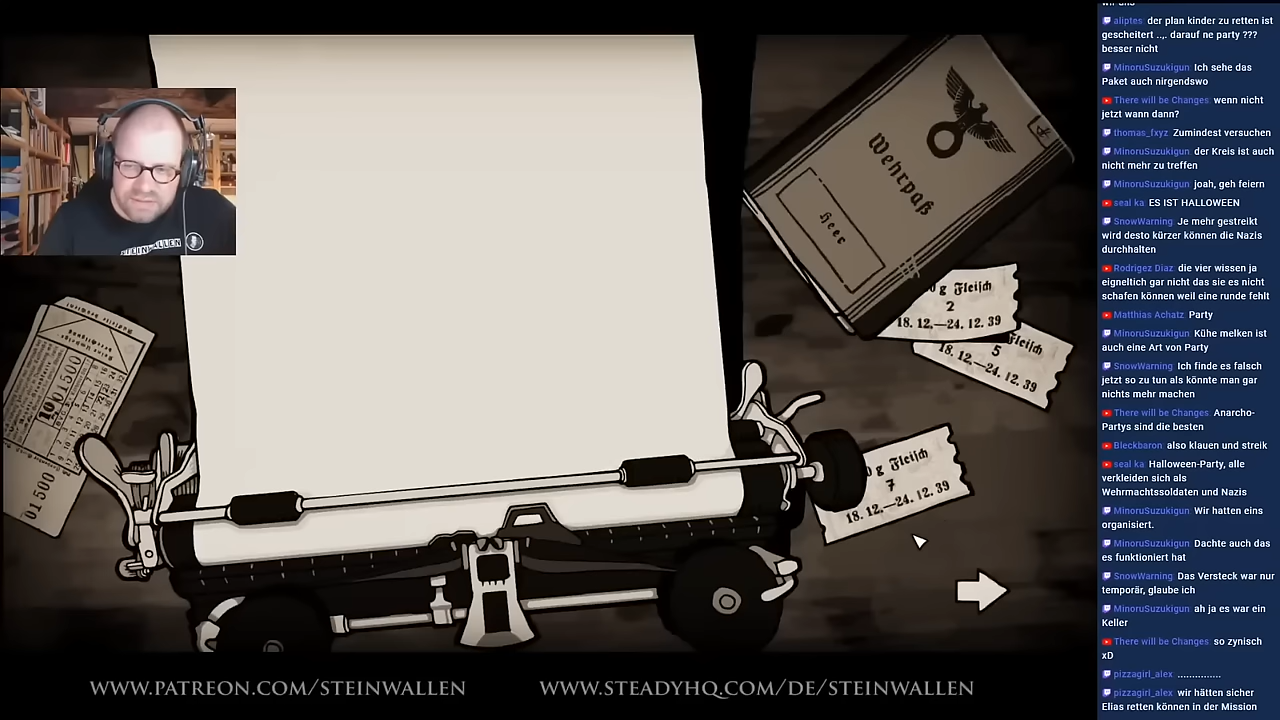 wir uns
aliptes der plan kinder zu retten ist
gescheitert ..,. darauf ne party ???
besser nicht
MinoruSuzukigun Ich sehe das
Paket auch nirgendswo
There will be Changes wenn nicht
jetzt wann dann?
thomas_fxyz Zumindest versuchen
MinoruSuzukigun der Kreis ist auch
nicht mehr zu treffen
MinoruSuzukigun joah, geh feiern
seal ka ES IST HALLOWEEN
SnowWarning Je mehr gestreikt
wird desto kürzer können die Nazis
durchhalten
Rodrigez Diaz die vier wissen ja
eigneltich gar nicht das sie es nicht
schafen können weil eine runde fehlt
Matthias Achatz Party
MinoruSuzukigun Kühe melken ist
auch eine Art von Party
SnowWarning Ich finde es falsch
jetzt so zu tun als könnte man gar
nichts mehr machen
There will be Changes Anarcho-
Partys sind die besten
Bleckbaron also klauen und streik
seal ka Halloween-Party, alle
verkleiden sich als
Wehrmachtssoldaten und Nazis
MinoruSuzukigun Wir hatten eins
organisiert.
MinoruSuzukigun Dachte auch das
es funktioniert hat
SnowWarning Das Versteck war nur
temporär, glaube ich
MinoruSuzukigun ah ja es war ein
Keller
There will be Changes so zynisch
xD
pizzagirl_alex ...............
pizzagirl_alex wir hätten sicher
Elias retten können in der Mission
Wehrpaß
Heer
g Fleisch
2
18. 12.—24. 12. 39
Fleisch
5
18. 12.—24. 12. 39
g Fleisch
7
18. 12.—24. 12. 39
01500
01500
STEINWALLEN
WWW.PATREON.COM/STEINWALLEN
WWW.STEADYHQ.COM/DE/STEINWALLEN